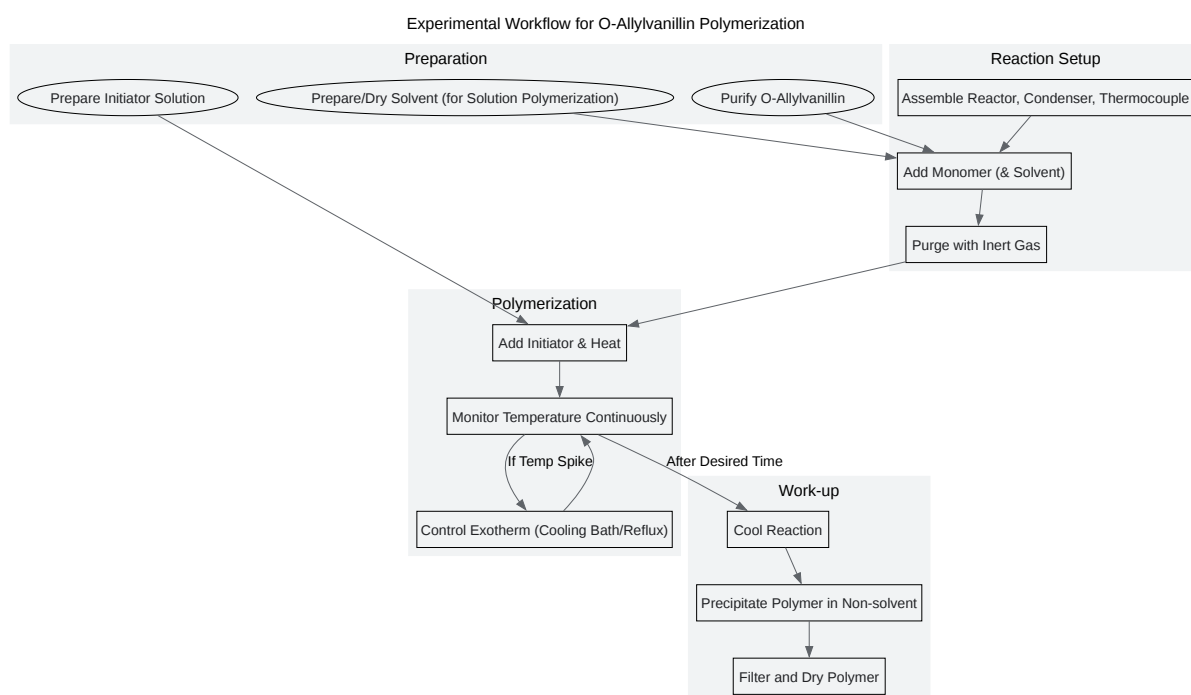 Experimental Workflow for O-Allylvanillin Polymerization
Preparation
Reaction Setup
Prepare Initiator Solution
Prepare/Dry Solvent (for Solution Polymerization)
Purify O-Allylvanillin
Assemble Reactor, Condenser, Thermocouple
Add Monomer (& Solvent)
Purge with Inert Gas
Polymerization
Add Initiator & Heat
Monitor Temperature Continuously
If Temp Spike
After Desired Time
Control Exotherm (Cooling Bath/Reflux)
Work-up
Cool Reaction
Precipitate Polymer in Non-solvent
Filter and Dry Polymer